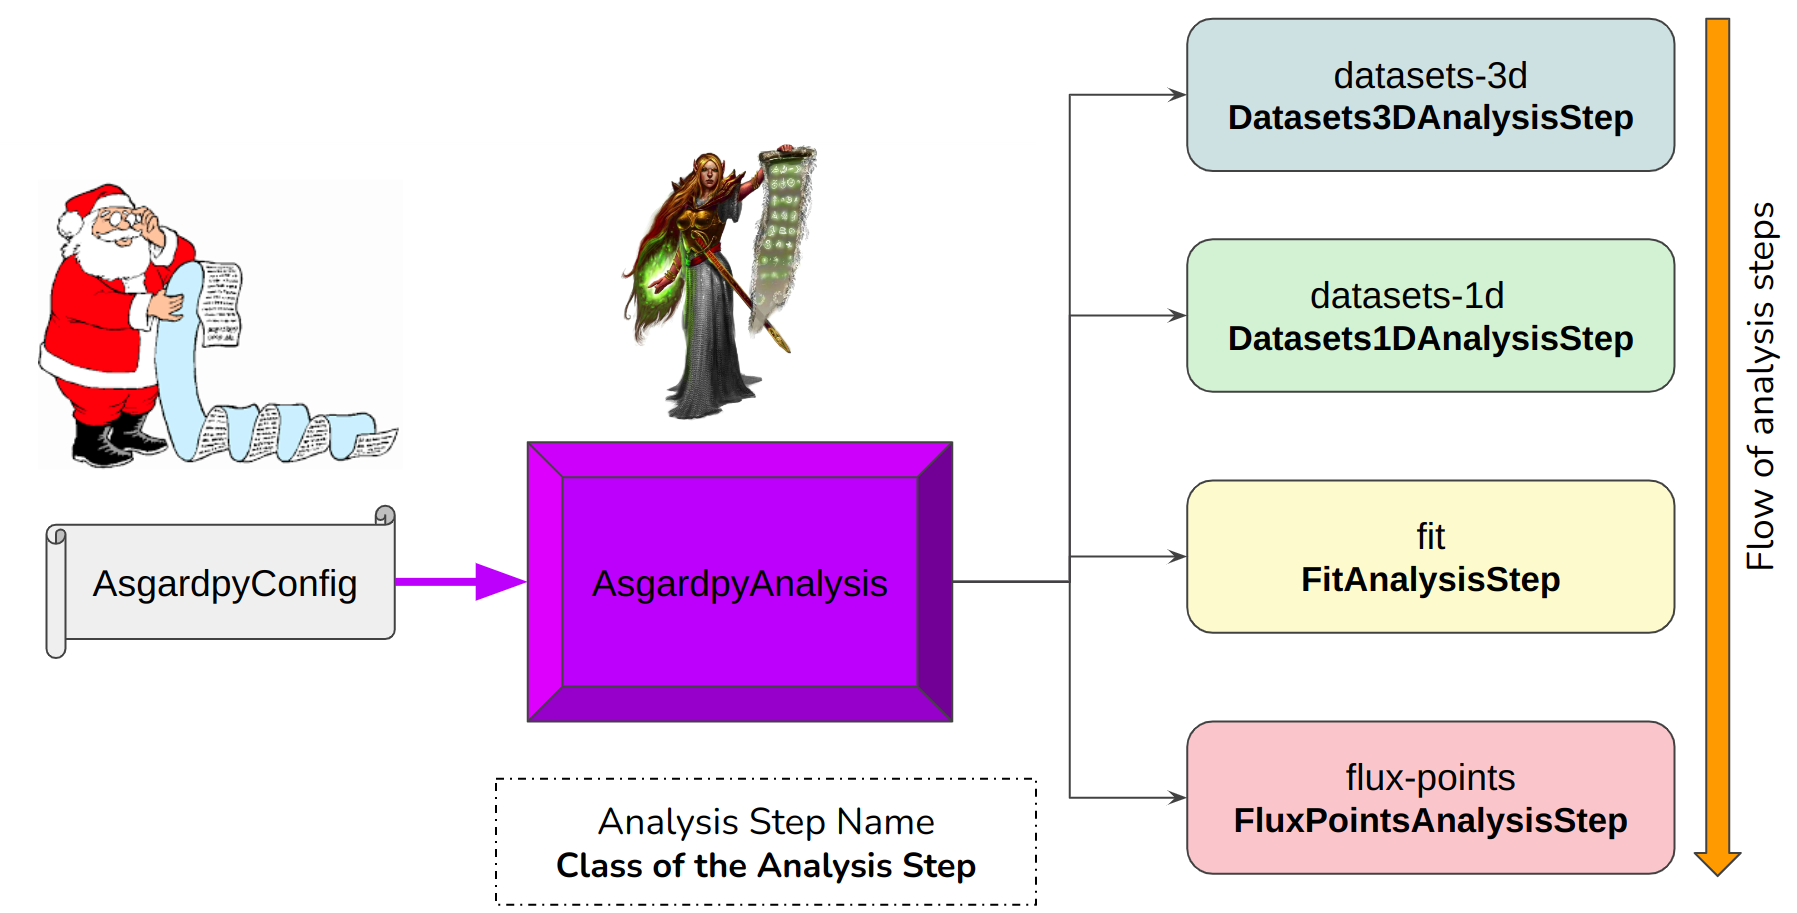 datasets-3d
Datasets3DAnalysisStep
datasets-1d
Datasets1DAnalysisStep
Flow of analysis steps
AsgardpyConfig
AsgardpyAnalysis
fit
FitAnalysisStep
flux-points
FluxPointsAnalysisStep
Analysis Step Name
Class of the Analysis Step